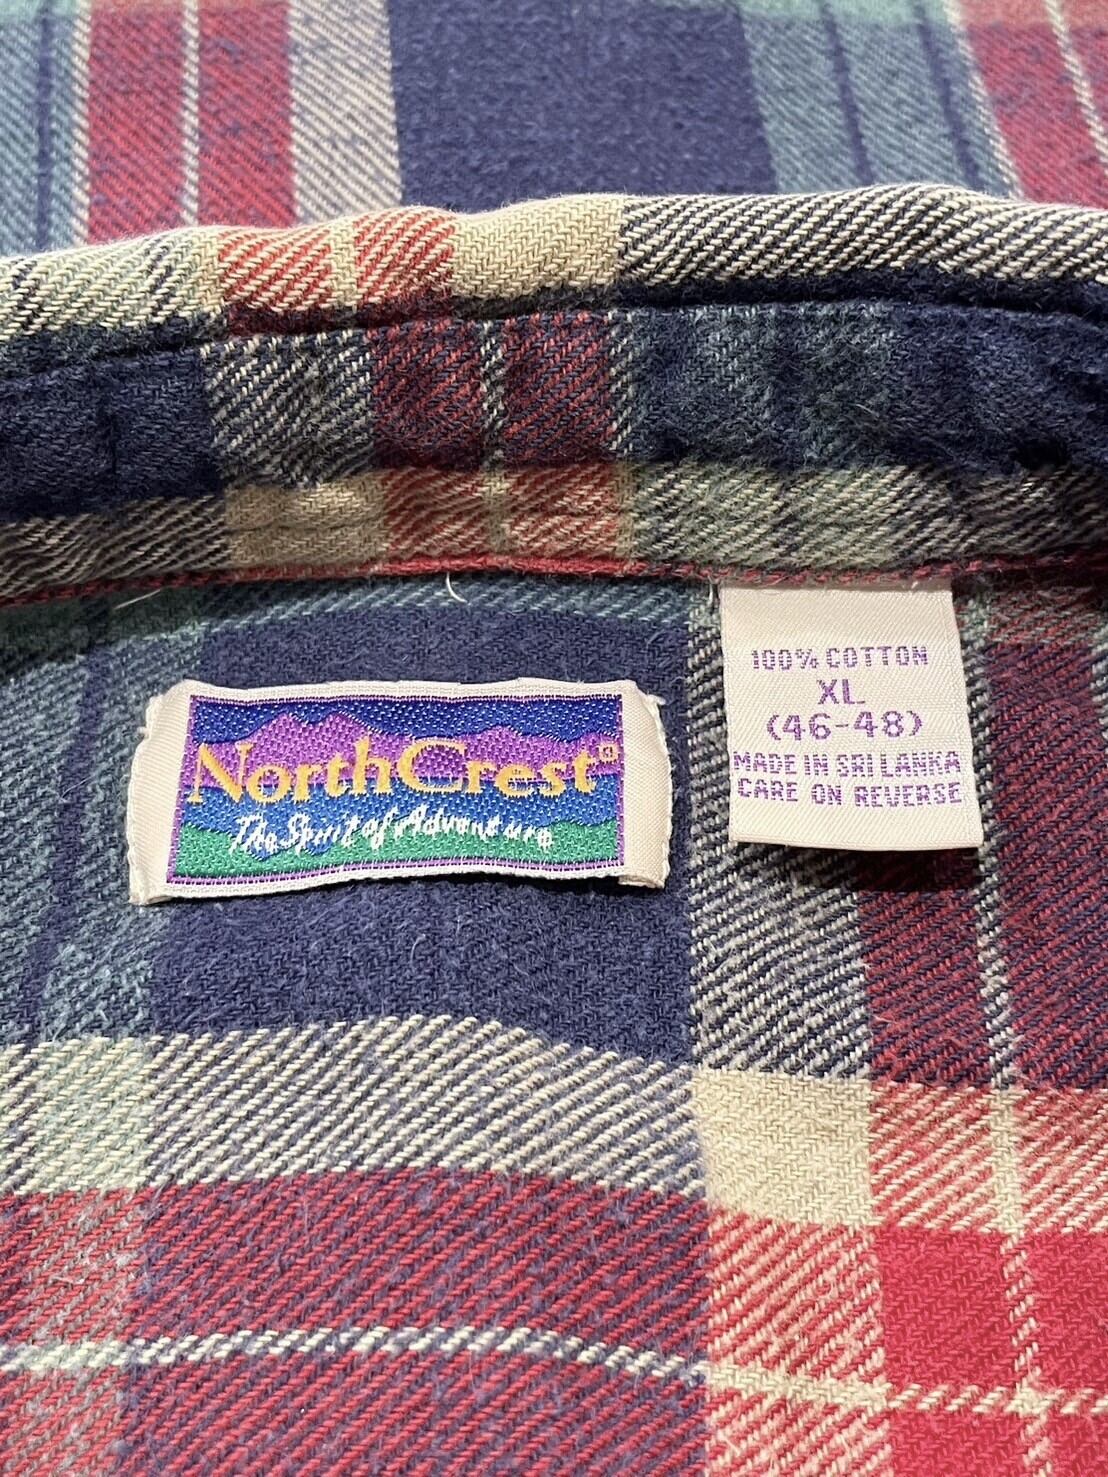 NorthCrest®
The Spirit of Adventure
100% COTTON
XL
(46-48)
MADE IN SRI LANKA
CARE ON REVERSE